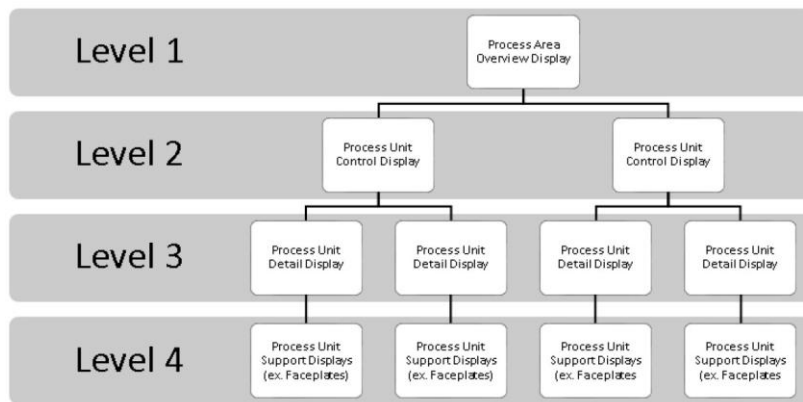 Level 1
Process Area
Overview Display
Level 2
Process Unit
Control Display
Process Unit
Control Display
Level 3
Process Unit
Detail Display
Process Unit
Detail Display
Process Unit
Detail Display
Process Unit
Detail Display
Level 4
Process Unit
Support Displays
(ex. Faceplates)
Process Unit
Support Displays
(ex. Faceplates)
Process Unit
Support Displays
(ex. Faceplates
Process Unit
Support Displays
(ex. Faceplates